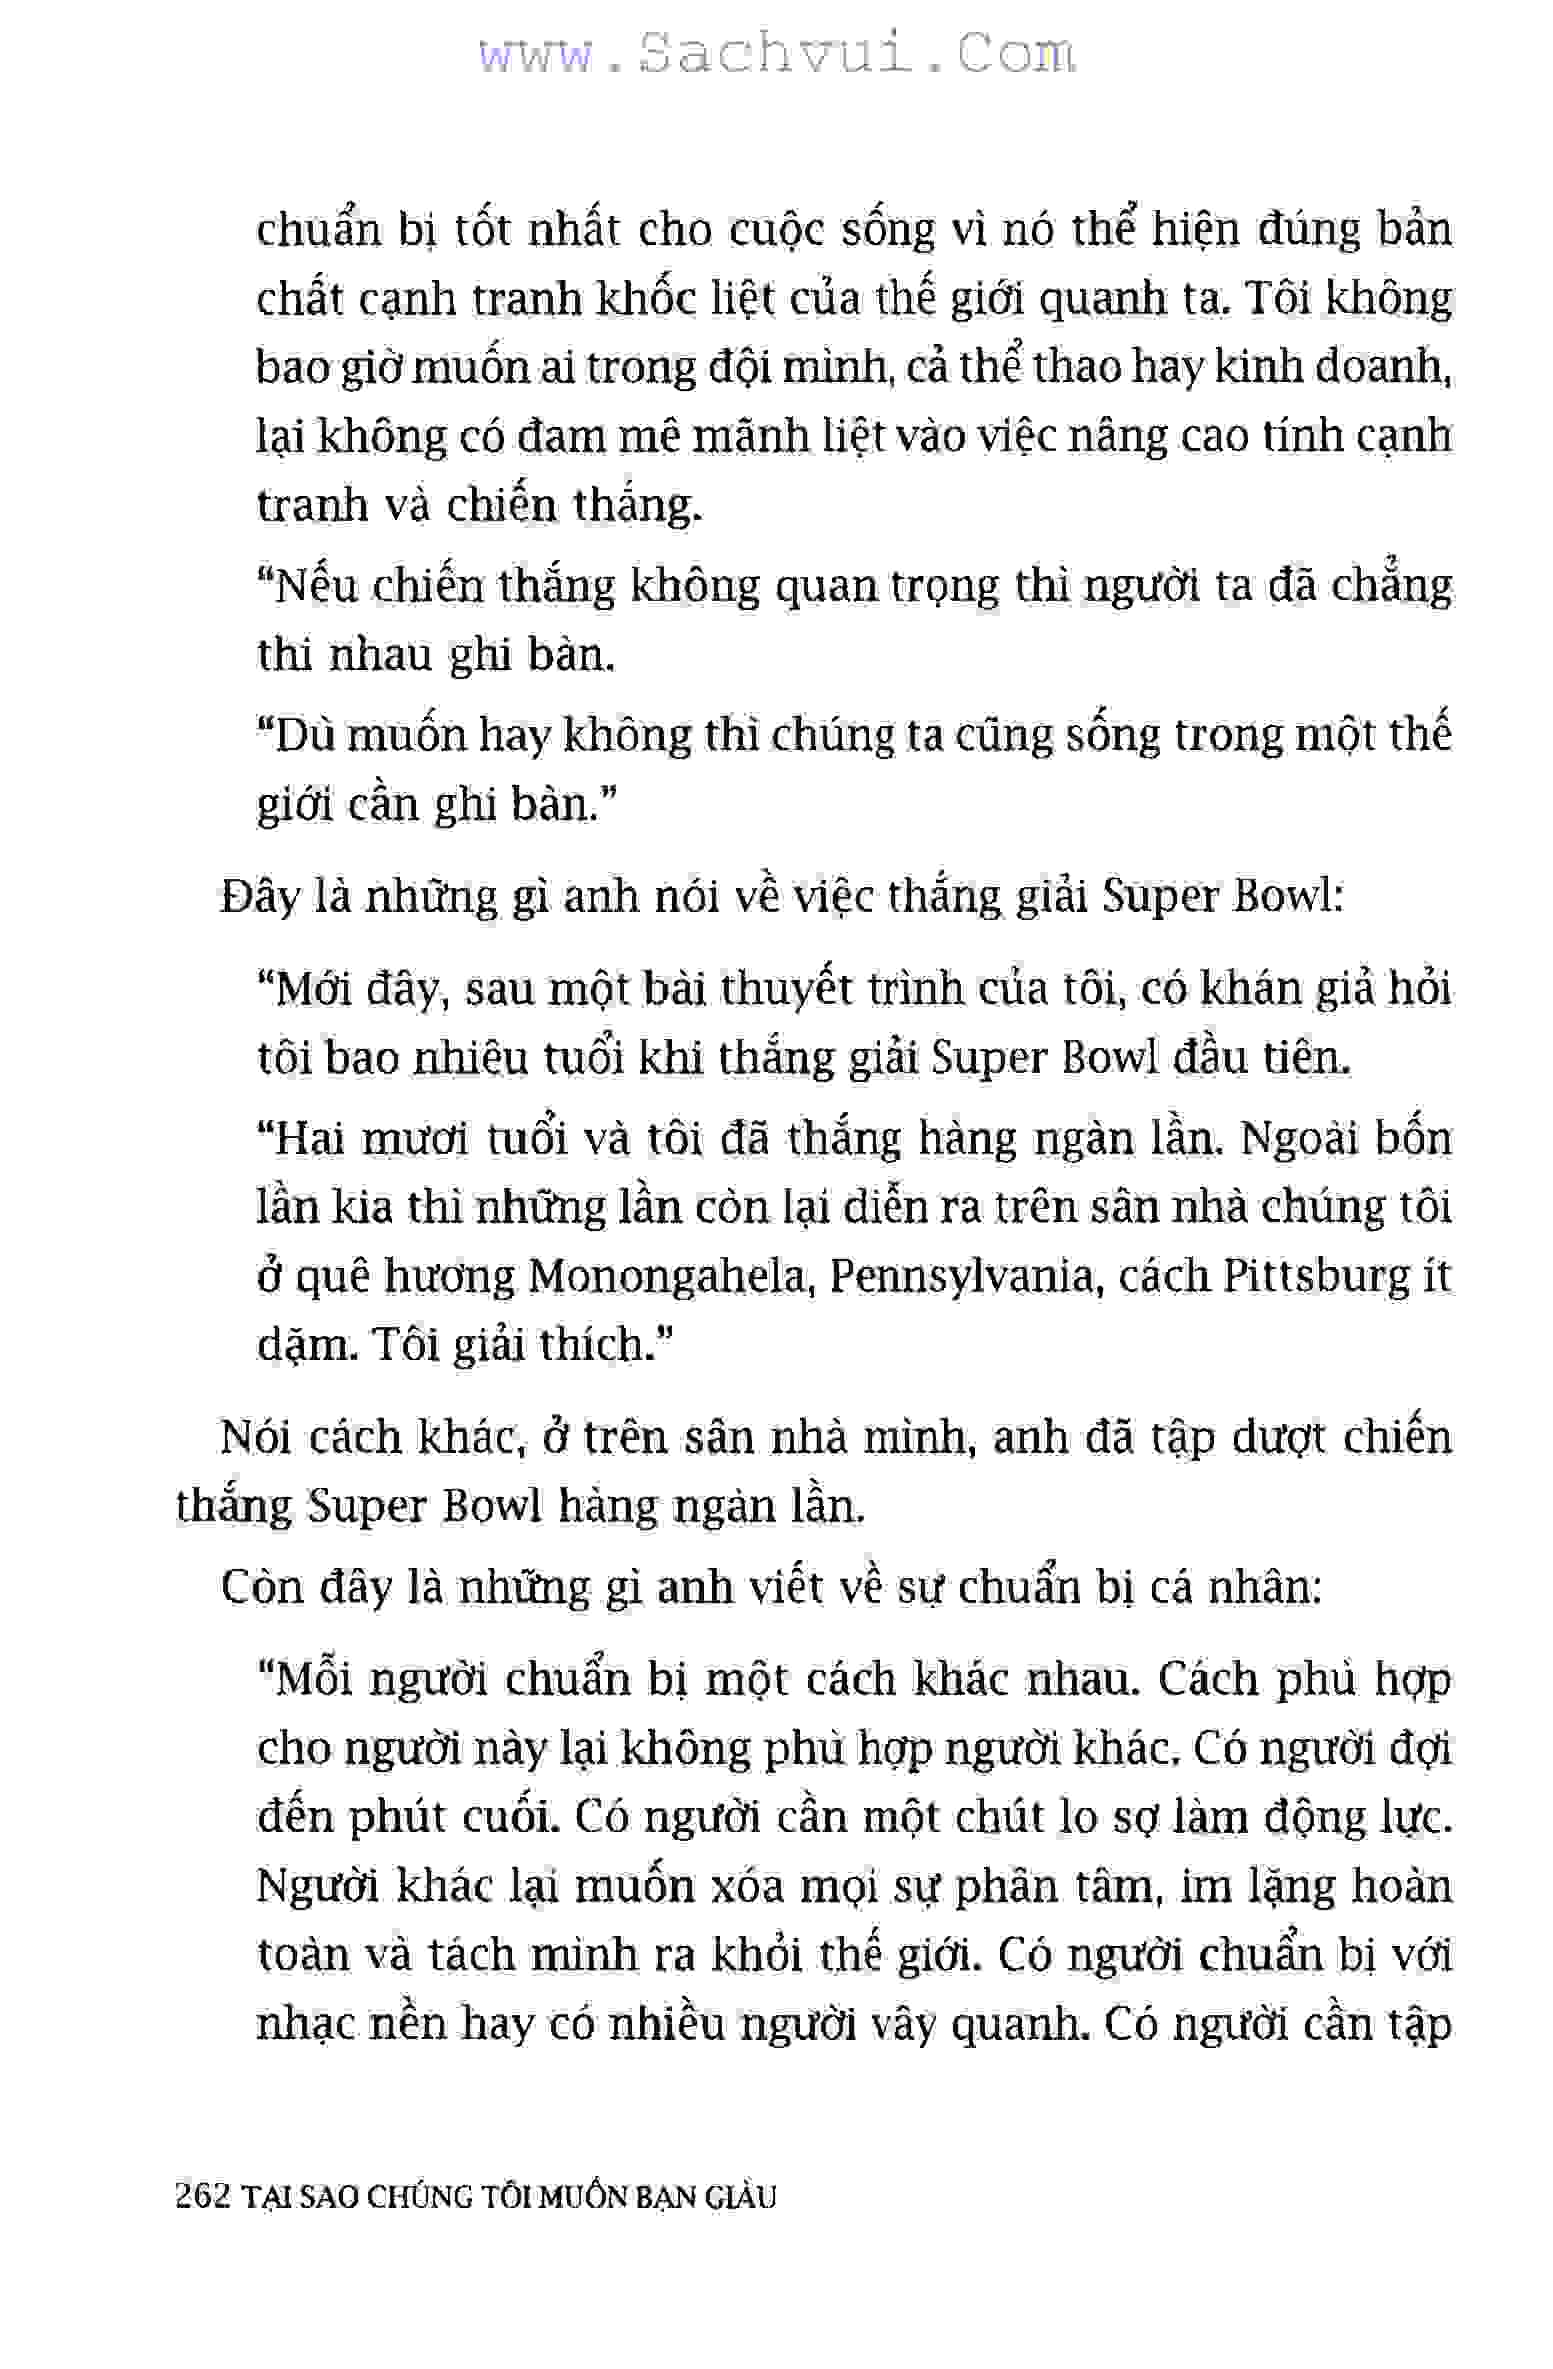 www.Sachvui.Com
chuẩn bị tốt nhất cho cuộc sống vì nó thể hiện đúng bản
chất cạnh tranh khốc liệt của thế giới quanh ta. Tôi không
bao giờ muốn ai trong đội mình, cả thể thao hay kinh doanh,
lại không có đam mê mãnh liệt vào việc nâng cao tính cạnh
tranh và chiến thắng.
“Nếu chiến thắng không quan trọng thì người ta đã chẳng
thi nhau ghi bàn.
“Dù muốn hay không thì chúng ta cũng sống trong một thế
giới cần ghi bàn.”
Đây là những gì anh nói về việc thắng giải Super Bowl:
“Mới đây, sau một bài thuyết trình của tôi, có khán giả hỏi
tôi bao nhiêu tuổi khi thắng giải Super Bowl đầu tiên.
“Hai mươi tuổi và tôi đã thắng hàng ngàn lần. Ngoài bốn
lần kia thì những lần còn lại diễn ra trên sân nhà chúng tôi
ở quê hương Monongahela, Pennsylvania, cách Pittsburg ít
dặm. Tôi giải thích.”
Nói cách khác, ở trên sân nhà mình, anh đã tập dượt chiến
thắng Super Bowl hàng ngàn lần.
Còn đây là những gì anh viết về sự chuẩn bị cá nhân:
“Mỗi người chuẩn bị một cách khác nhau. Cách phù hợp
cho người này lại không phù hợp người khác. Có người đợi
đến phút cuối. Có người cần một chút lo sợ làm động lực.
Người khác lại muốn xóa mọi sự phân tâm, im lặng hoàn
toàn và tách mình ra khỏi thế giới. Có người chuẩn bị với
nhạc nền hay có nhiều người vây quanh. Có người cần tập
262 TẠI SAO CHÚNG TÔI MUỐN BẠN GIÀU